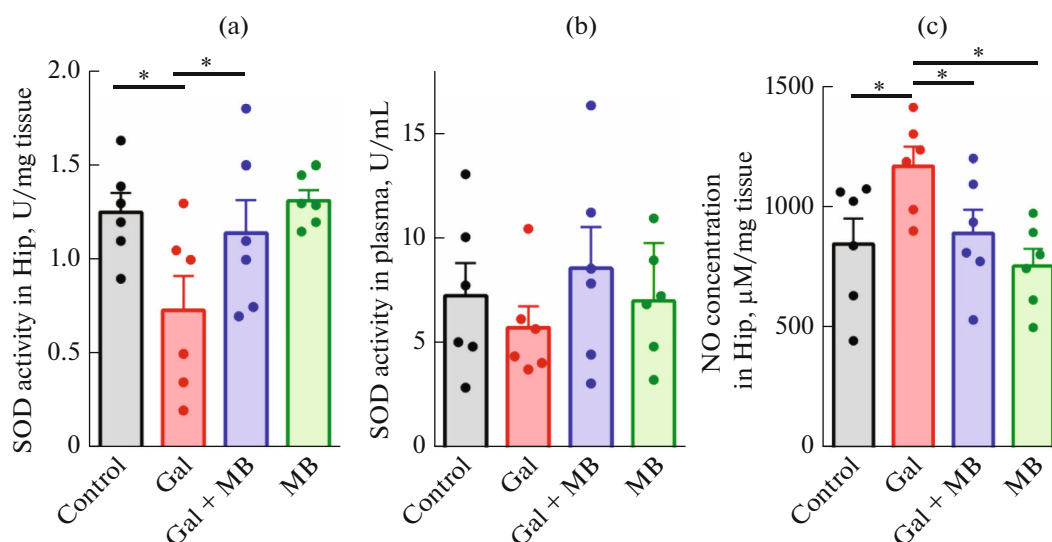 (a)
SOD activity in Hip, U/mg tissue
2.0
1.5
1.0
0.5
0
*
*
Control
Gal
Gal + MB
MB
(b)
SOD activity in plasma, U/mL
15
10
5
0
Control
Gal
Gal + MB
MB
(c)
NO concentration
in Hip, μM/mg tissue
1500
1000
500
0
*
*
*
Control
Gal
Gal + MB
MB